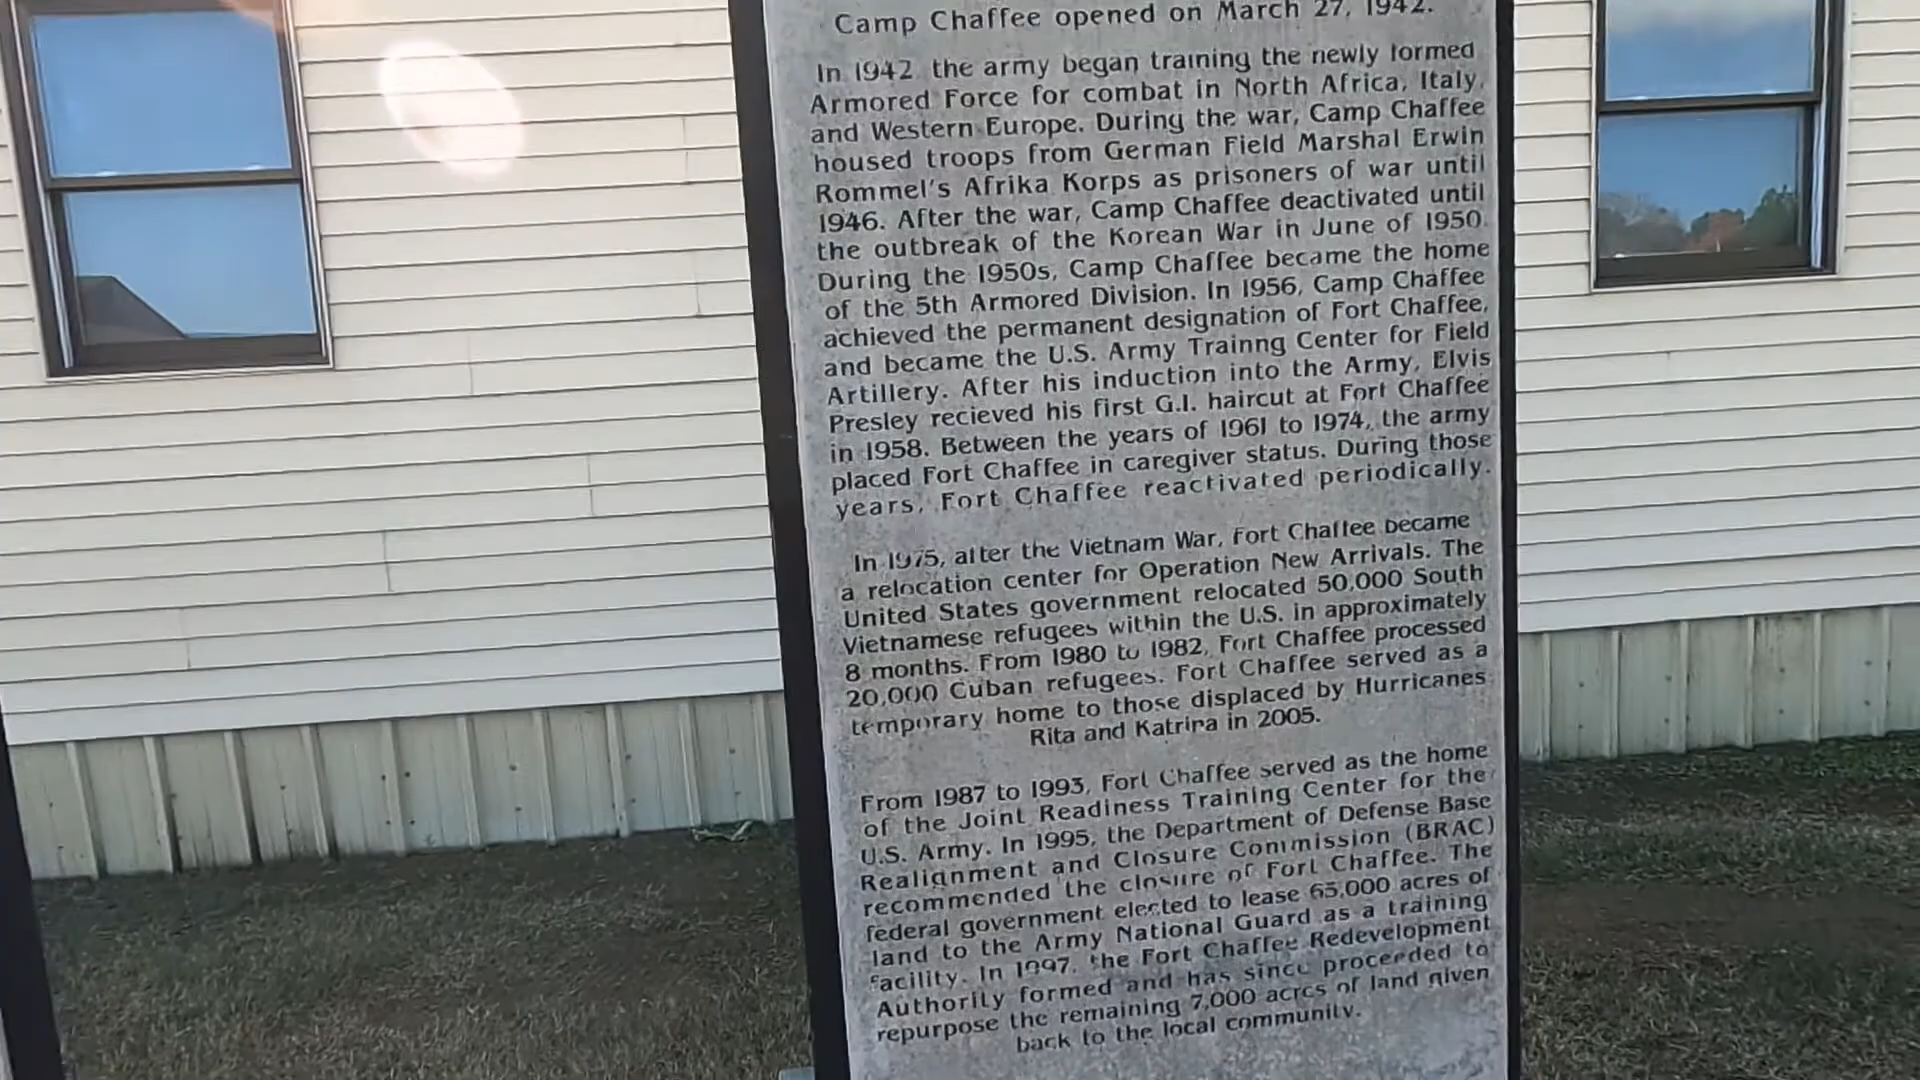 Camp Chaffee opened on March 27, 1942.
In 1942 the army began training the newly formed
Armored Force for combat in North Africa, Italy,
and Western Europe. During the war, Camp Chaffee
housed troops from German Field Marshal Erwin
Rommel's Afrika Korps as prisoners of war until
1946. After the war, Camp Chaffee deactivated until
the outbreak of the Korean War in June of 1950.
During the 1950s, Camp Chaffee became the home
of the 5th Armored Division. In 1956, Camp Chaffee
achieved the permanent designation of Fort Chaffee,
and became the U.S. Army Trainng Center for Field
Artillery. After his induction into the Army, Elvis
Presley recieved his first G.I. haircut at Fort Chaffee
in 1958. Between the years of 1961 to 1974, the army
placed Fort Chaffee in caregiver status. During those
years, Fort Chaffee reactivated periodically.
In 1975, after the Vietnam War, Fort Chaffee became
a relocation center for Operation New Arrivals. The
United States government relocated 50,000 South
Vietnamese refugees within the U.S. in approximately
8 months. From 1980 to 1982, Fort Chaffee processed
20,000 Cuban refugees. Fort Chaffee served as a
temporary home to those displaced by Hurricanes
Rita and Katrina in 2005.
From 1987 to 1993, Fort Chaffee served as the home
of the Joint Readiness Training Center for the
U.S. Army. In 1995, the Department of Defense Base
Realignment and Closure Commission (BRAC)
recommended the closure of Fort Chaffee. The
federal government elected to lease 65,000 acres of
land to the Army National Guard as a training
facility. In 1997, the Fort Chaffee Redevelopment
Authority formed and has since proceeded to
repurpose the remaining 7,000 acres of land given
back to the local community.